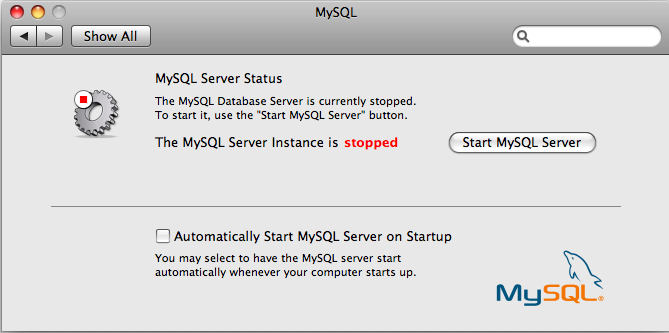 MySQL
Show All
MySQL Server Status
The MySQL Database Server is currently stopped.
To start it, use the "Start MySQL Server" button.
The MySQL Server Instance is stopped
Start MySQL Server
Automatically Start MySQL Server on Startup
You may select to have the MySQL server start
automatically whenever your computer starts up.
MySQL®